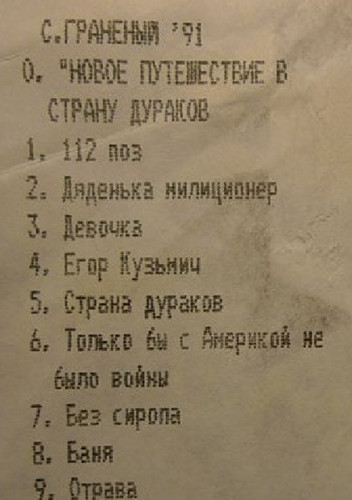 С.ГРАНЕНЫЙ '91
0. "НОВОЕ ПУТЕШЕСТВИЕ В
СТРАНУ ДУРАКОВ
1. 112 поз
2. Дяденька милиционер
3. Девочка
4. Егор Кузьмич
5. Страна дураков
6. Только бы с Америкой не
было войны
7. Без сиропа
8. Баня
9. Отрава